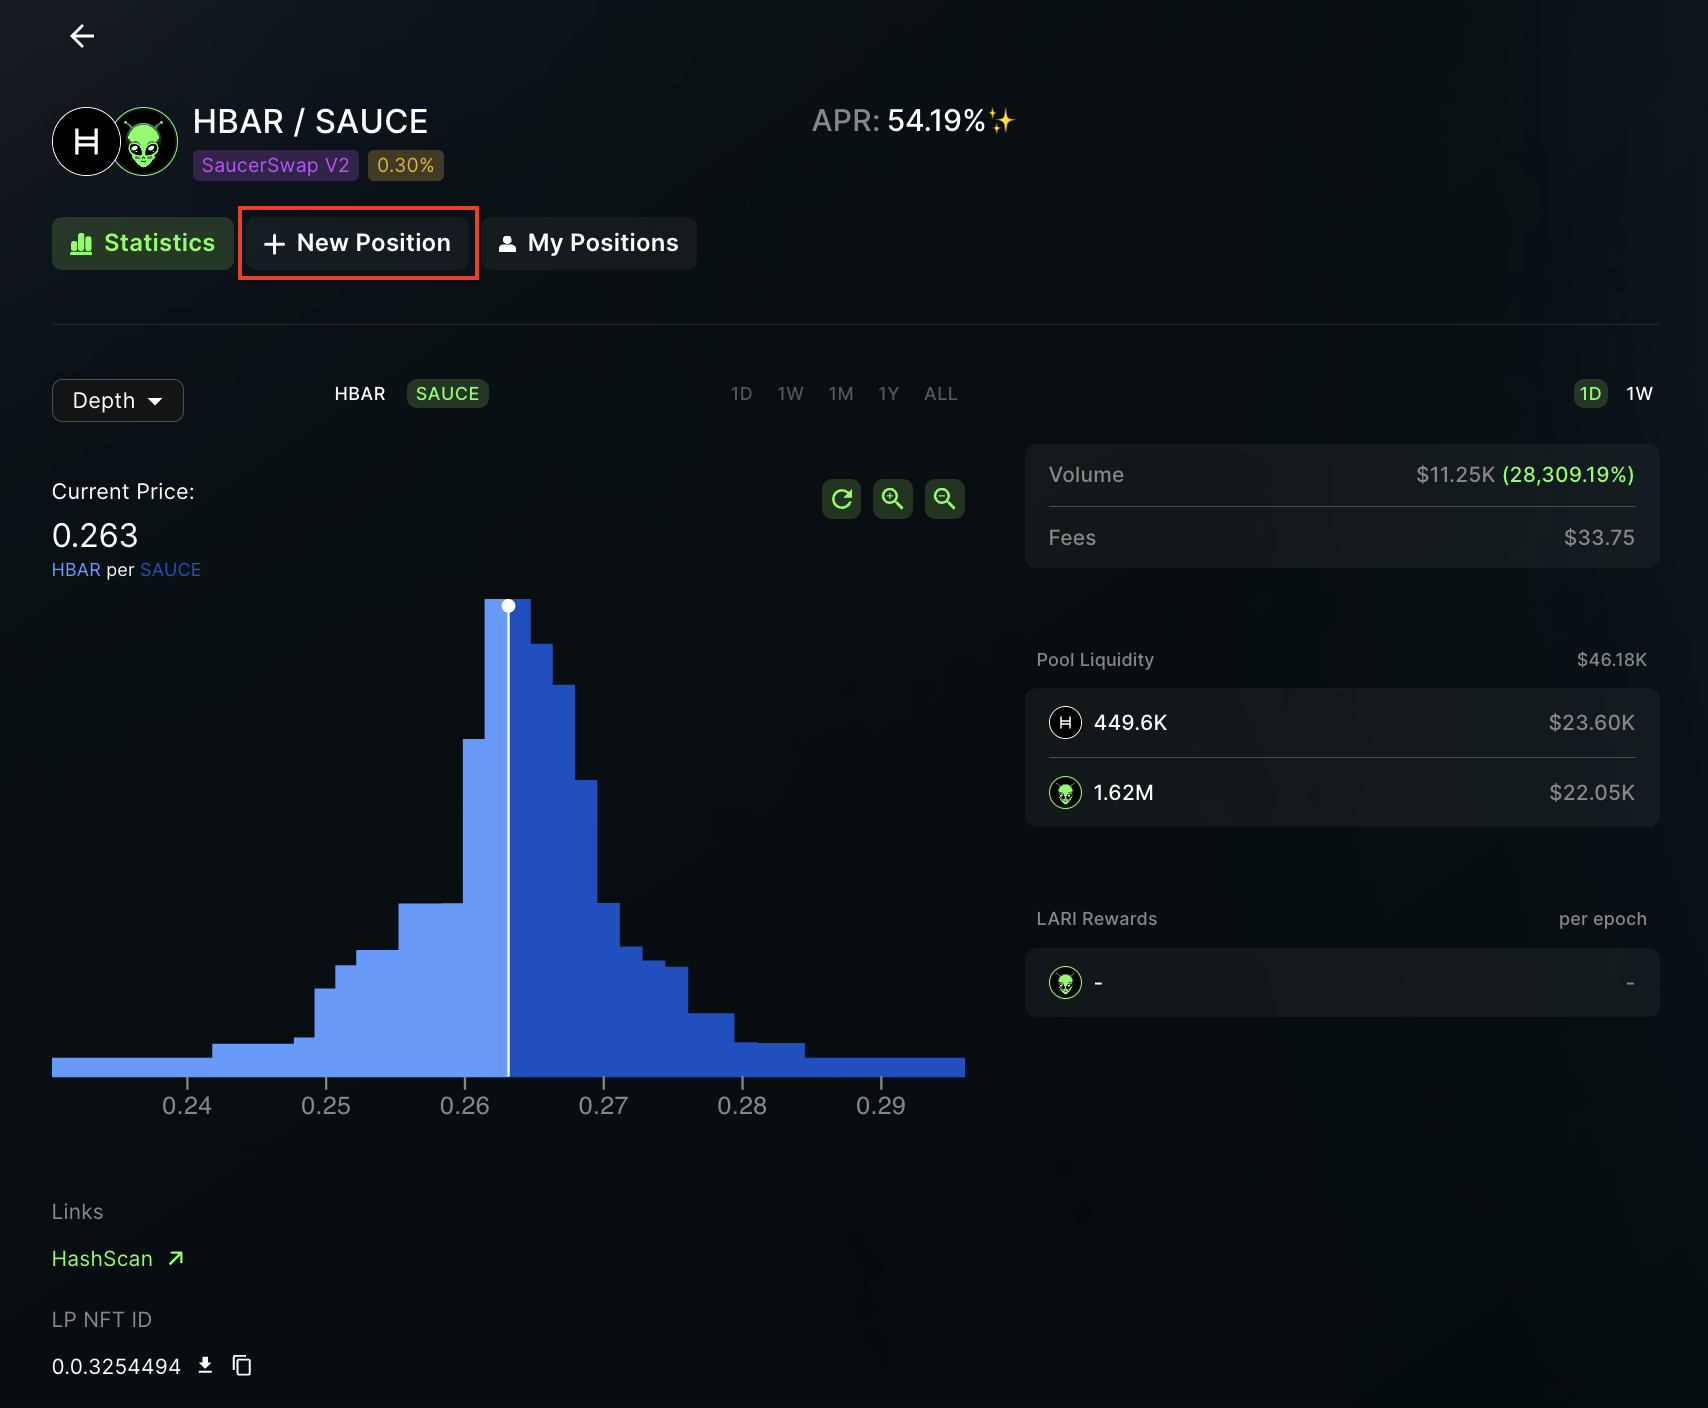 HBAR / SAUCE
SaucerSwap V2 0.30%
APR: 54.19%✨
Statistics
New Position
My Positions
Depth
HBAR SAUCE
1D 1W 1M 1Y ALL
1D 1W
Current Price:
0.263
HBAR per SAUCE
0.24 0.25 0.26 0.27 0.28 0.29
Volume $11.25K (28,309.19%)
Fees $33.75
Pool Liquidity $46.18K
449.6K $23.60K
1.62M $22.05K
LARI Rewards per epoch
- -
Links
HashScan
LP NFT ID
0.0.3254494